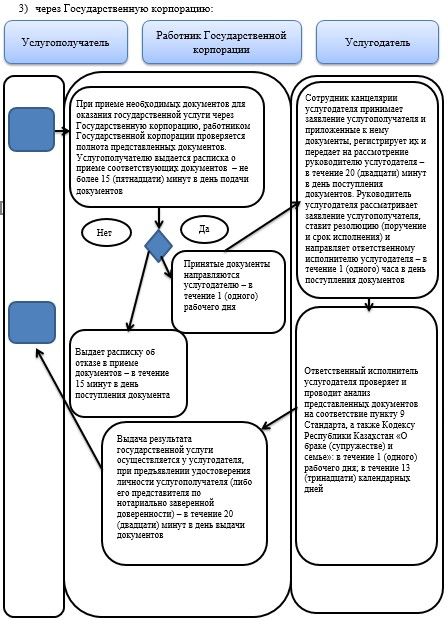 3) через Государственную корпорацию:
Услугополучатель
Работник Государственной
корпорации
Услугодатель
При приеме необходимых документов для
оказания государственной услуги через
Государственную корпорацию, работником
Государственной корпорации проверяется
полнота представленных документов.
Услугополучателю выдается расписка о
приеме соответствующих документов – не
более 15 (пятнадцати) минут в день подачи
документов
Нет
Да
Принятые документы
направляются
услугодателю – в
течение 1 (одного)
рабочего дня
Выдает расписку об
отказе в приеме
документов – в течение
15 минут в день
поступления документа
Выдача результата
государственной услуги
осуществляется у услугодателя,
при предъявлении удостоверения
личности услугополучателя (либо
его представителя по
нотариально заверенной
доверенности) – в течение 20
(двадцати) минут в день выдачи
документов
Сотрудник канцелярии
услугодателя принимает
заявление услугополучателя и
приложенные к нему
документы, регистрирует их и
передает на рассмотрение
руководителю услугодателя –
в течение 20 (двадцати) минут
в день поступления
документов. Руководитель
услугодателя рассматривает
заявление услугополучателя,
ставит резолюцию (поручение
и срок исполнения) и
направляет ответственному
исполнителю услугодателя – в
течение 1 (одного) часа в день
поступления документов
Ответственный исполнитель
услугодателя проверяет и
проводит анализ
представленных документов
на соответствие пункту 9
Стандарта, а также Кодексу
Республики Казахстан «О
браке (супружестве) и
семье»: в течение 1 (одного)
рабочего дня; в течение 13
(тринадцати) календарных
дней